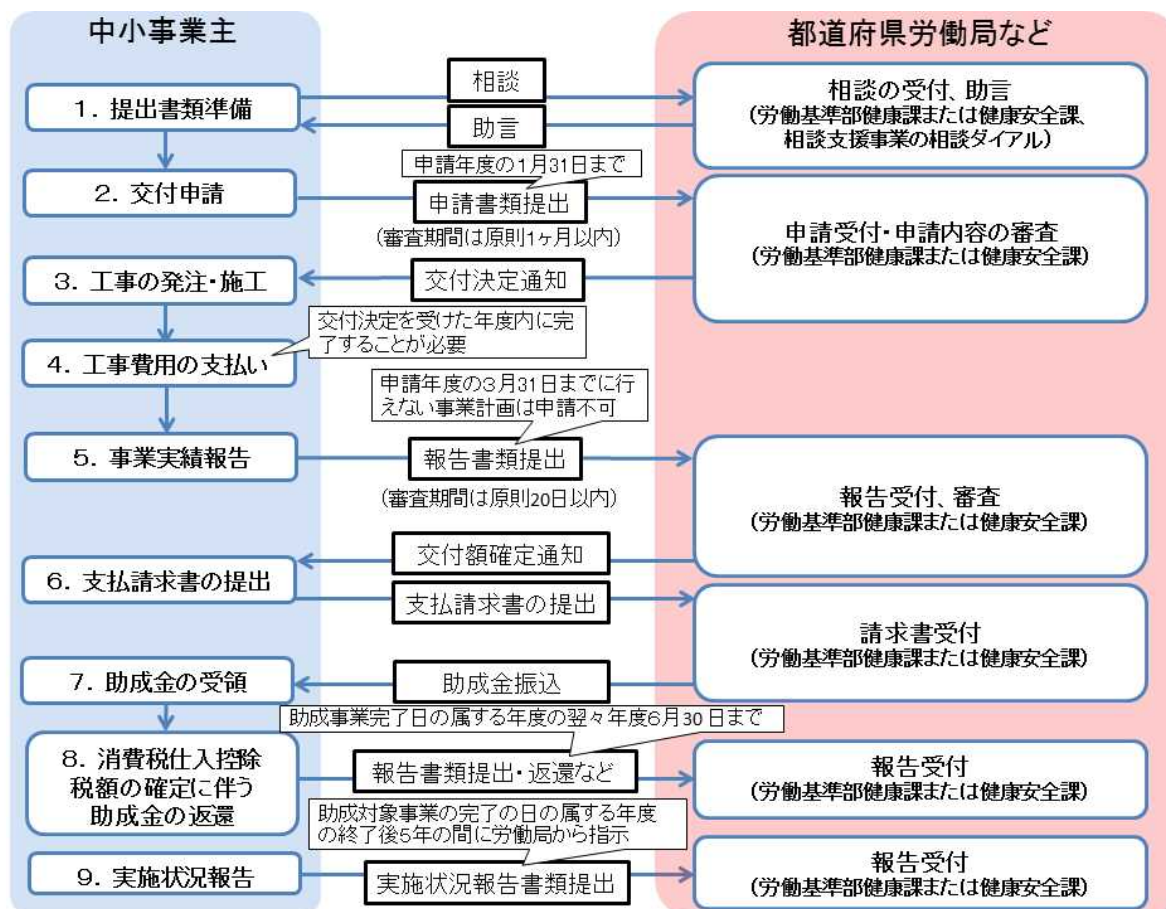 中小事業主
都道府県労働局など
1. 提出書類準備
相談
助言
相談の受付、助言
(労働基準部健康課または健康安全課、
相談支援事業の相談ダイアル)
申請年度の1月31日まで
2. 交付申請
申請書類提出
(審査期間は原則1ヶ月以内)
申請受付・申請内容の審査
(労働基準部健康課または健康安全課)
3. 工事の発注・施工
交付決定通知
交付決定を受けた年度内に完
了することが必要
4. 工事費用の支払い
申請年度の3月31日までに行
えない事業計画は申請不可
5. 事業実績報告
報告書類提出
(審査期間は原則20日以内)
報告受付、審査
(労働基準部健康課または健康安全課)
交付額確定通知
6. 支払請求書の提出
支払請求書の提出
請求書受付
(労働基準部健康課または健康安全課)
7. 助成金の受領
助成金振込
助成事業完了日の属する年度の翌々年度6月30日まで
8. 消費税仕入控除
税額の確定に伴う
助成金の返還
報告書類提出・返還など
報告受付
(労働基準部健康課または健康安全課)
助成対象事業の完了の日の属する年度
の終了後5年の間に労働局から指示
9. 実施状況報告
実施状況報告書類提出
報告受付
(労働基準部健康課または健康安全課)